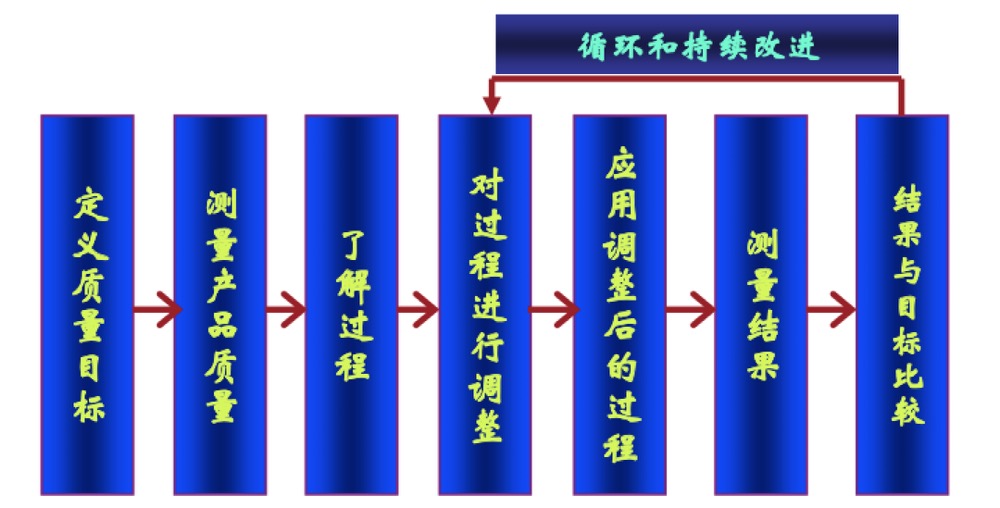 循环和持续改进
定义质量目标
测量产品质量
了解过程
对过程进行调整
应用调整后的过程
测量结果
结果与目标比较